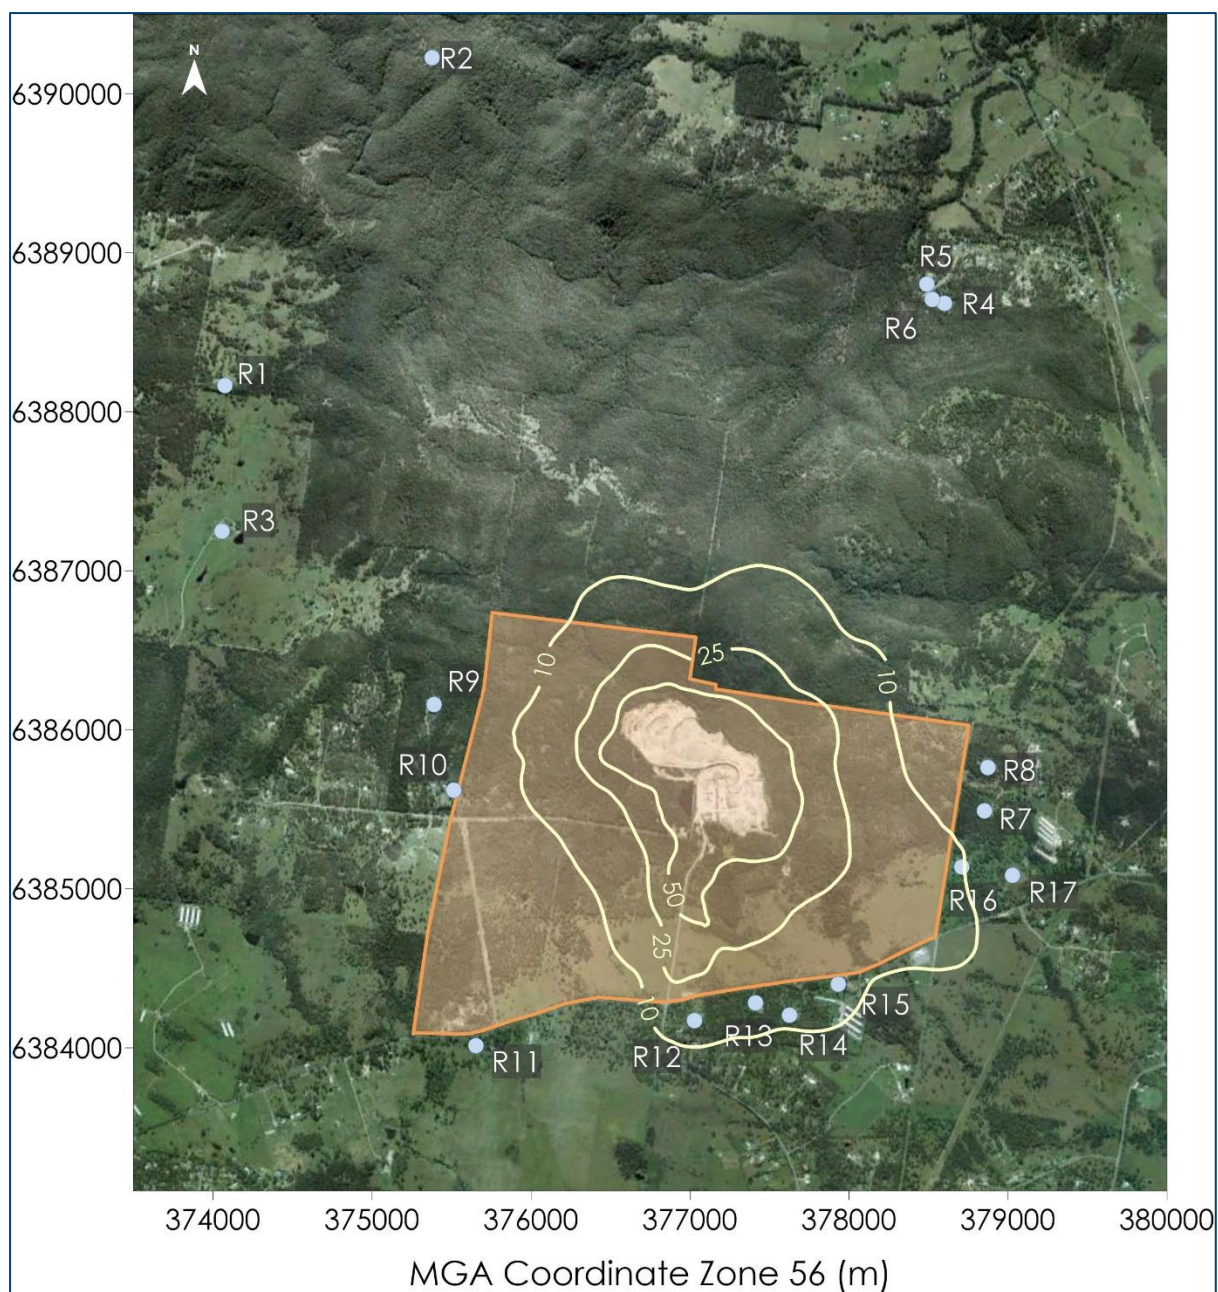 N
R2
6390000
6389000
R5
R4
R6
R1
6388000
R3
6387000
25
10
10
R9
6386000
R10
R8
R7
6385000
50
R16
R17
25
10
R15
R12
R13
R14
6384000
R11
374000 375000 376000 377000 378000 379000 380000
MGA Coordinate Zone 56 (m)